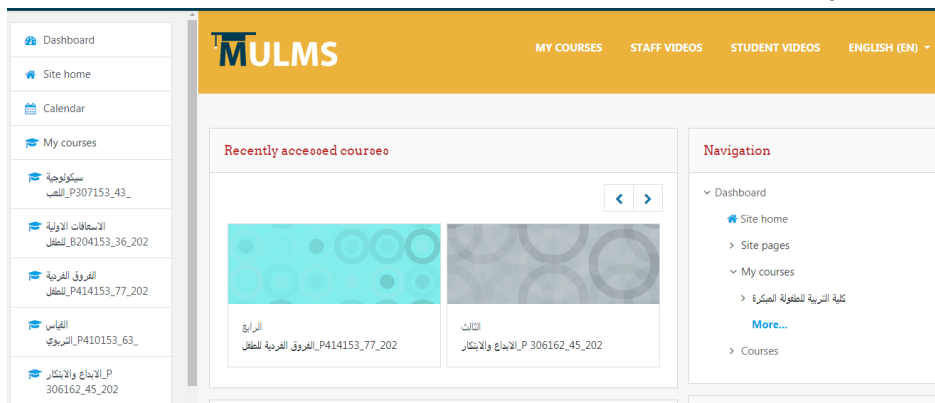 Dashboard
Site home
Calendar
My courses
سيكولوجية
اللعب_P307153_43_
الاسعافات الاولية
للطفل_B204153_36_202
الفروق الفردية
للطفل_P414153_77_202
القياس
التربوي_P410153_63_
الابداع والابتكار_P
306162_45_202
MULMS
MY COURSES
STAFF VIDEOS
STUDENT VIDEOS
ENGLISH (EN)
Recently accessed courses
الرابع
الفروق الفردية للطفل_P414153_77_202
الثالث
الابداع والابتكار_P 306162_45_202
Navigation
Dashboard
Site home
Site pages
My courses
كلية التربية للطفولة المبكرة
More...
Courses